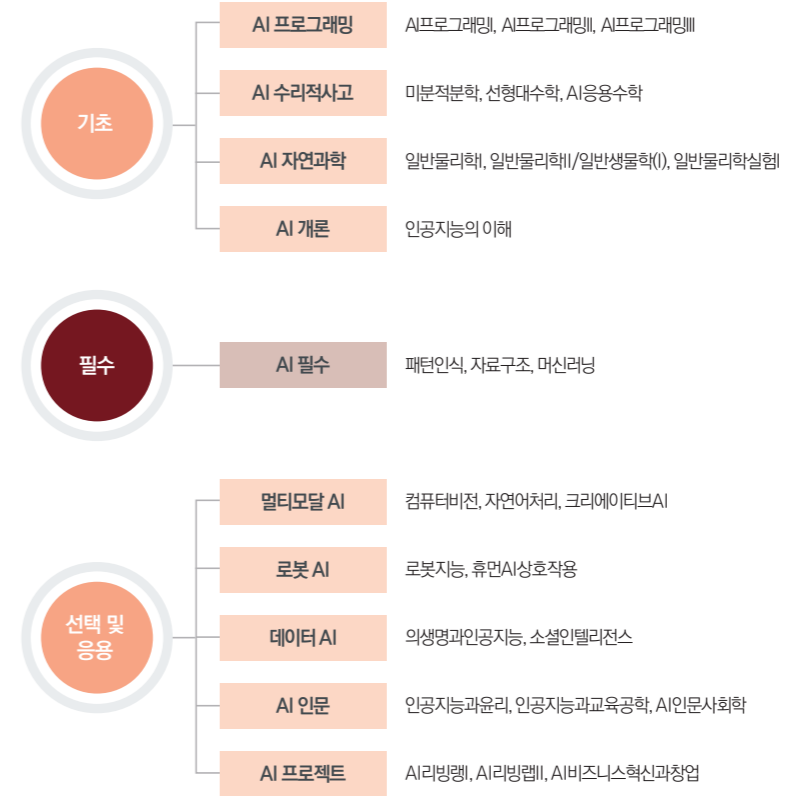 기초
AI 프로그래밍
AI프로그래밍I, AI프로그래밍II, AI프로그래밍III
AI 수리적사고
미분적분학, 선형대수학, AI응용수학
AI 자연과학
일반물리학I, 일반물리학II/일반생물학(I), 일반물리학실험I
AI 개론
인공지능의 이해
필수
AI 필수
패턴인식, 자료구조, 머신러닝
선택 및
응용
멀티모달 AI
컴퓨터비전, 자연어처리, 크리에이티브AI
로봇 AI
로봇지능, 휴먼AI상호작용
데이터 AI
의생명과인공지능, 소셜인텔리전스
AI 인문
인공지능과윤리, 인공지능과교육공학, AI인문사회학
AI 프로젝트
AI리빙랭I, AI리빙랩II, AI비즈니스혁신과창업